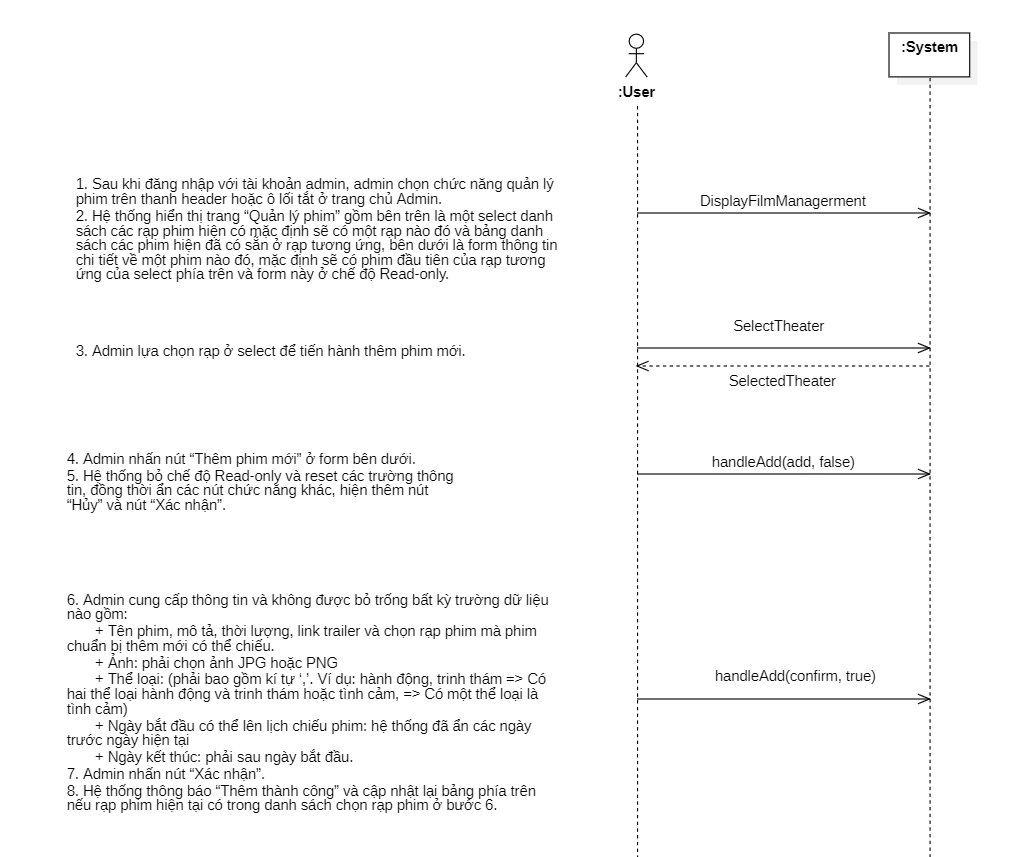 :System
:User
1. Sau khi đăng nhập với tài khoản admin, admin chọn chức năng quản lý
phim trên thanh header hoặc ô lối tắt ở trang chủ Admin.
2. Hệ thống hiển thị trang “Quản lý phim” gồm bên trên là một select danh
sách các rạp phim hiện có mặc định sẽ có một rạp nào đó và bảng danh
sách các phim hiện đã có sẵn ở rạp tương ứng, bên dưới là form thông tin
chi tiết về một phim nào đó, mặc định sẽ có phim đầu tiên của rạp tương
ứng của select phía trên và form này ở chế độ Read-only.
DisplayFilmManagerment
SelectTheater
3. Admin lựa chọn rạp ở select để tiến hành thêm phim mới.
SelectedTheater
4. Admin nhấn nút “Thêm phim mới” ở form bên dưới.
5. Hệ thống bỏ chế độ Read-only và reset các trường thông
tin, đồng thời ẩn các nút chức năng khác, hiện thêm nút
“Hủy” và nút “Xác nhận”.
handleAdd(add, false)
6. Admin cung cấp thông tin và không được bỏ trống bất kỳ trường dữ liệu
nào gồm:
+ Tên phim, mô tả, thời lượng, link trailer và chọn rạp phim mà phim
chuẩn bị thêm mới có thể chiếu.
+ Ảnh: phải chọn ảnh JPG hoặc PNG
+ Thể loại: (phải bao gồm kí tự ‘,’. Ví dụ: hành động, trinh thám => Có
hai thể loại hành động và trinh thám hoặc tình cảm, => Có một thể loại là
tình cảm)
+ Ngày bắt đầu có thể lên lịch chiếu phim: hệ thống đã ẩn các ngày
trước ngày hiện tại
+ Ngày kết thúc: phải sau ngày bắt đầu.
7. Admin nhấn nút “Xác nhận”.
8. Hệ thống thông báo “Thêm thành công” và cập nhật lại bảng phía trên
nếu rạp phim hiện tại có trong danh sách chọn rạp phim ở bước 6.
handleAdd(confirm, true)